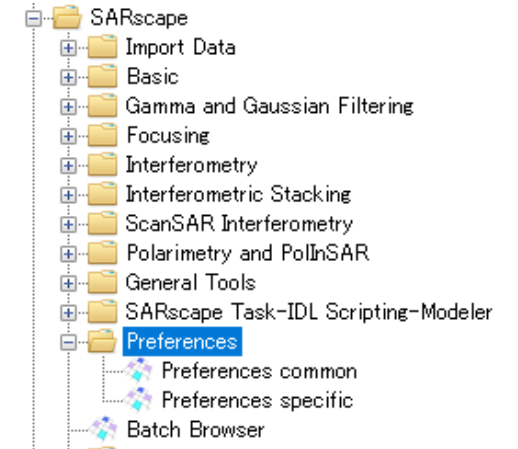 SARscape
Import Data
Basic
Gamma and Gaussian Filtering
Focusing
Interferometry
Interferometric Stacking
ScanSAR Interferometry
Polarimetry and PolInSAR
General Tools
SARscape Task-IDL Scripting-Modeler
Preferences
Preferences common
Preferences specific
Batch Browser